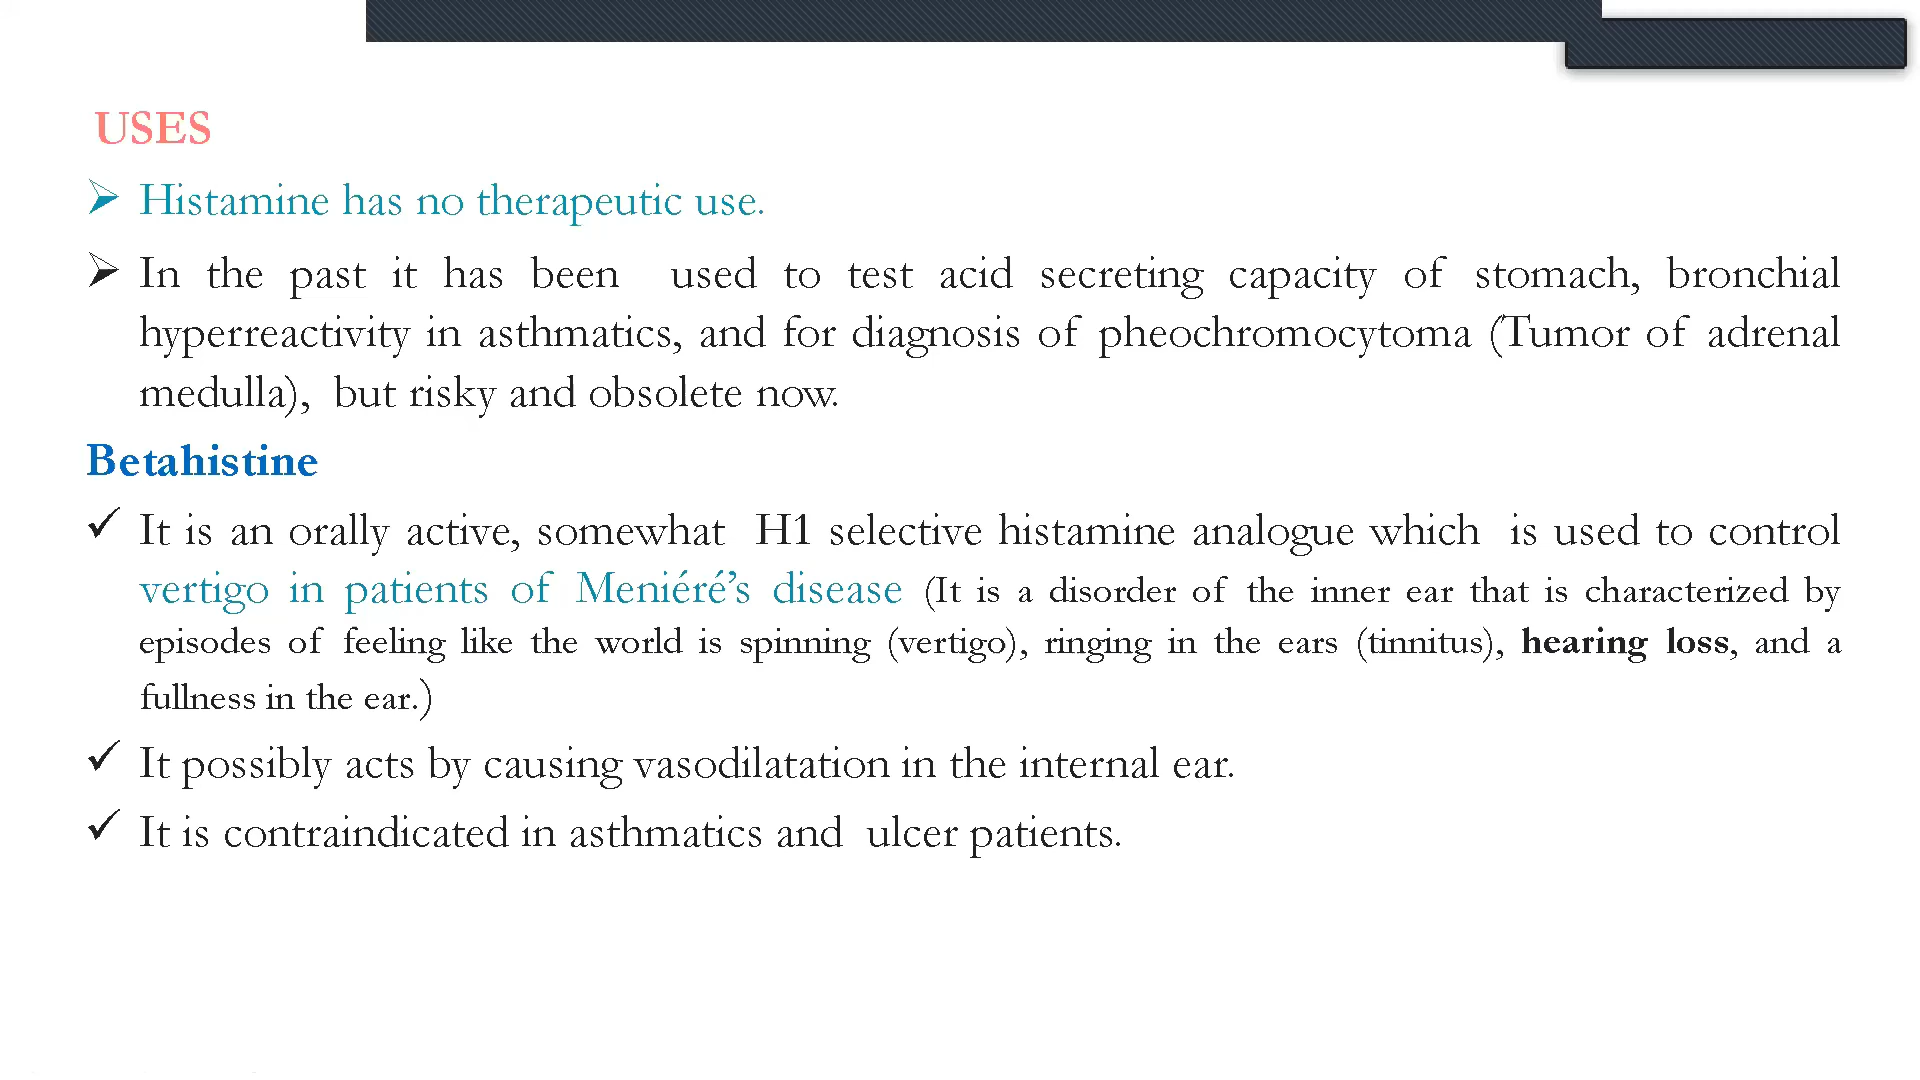 USES
➢ Histamine has no therapeutic use.
➢ In the past it has been used to test acid secreting capacity of stomach, bronchial
hyperreactivity in asthmatics, and for diagnosis of pheochromocytoma (Tumor of adrenal
medulla), but risky and obsolete now.
Betahistine
✓ It is an orally active, somewhat H1 selective histamine analogue which is used to control
vertigo in patients of Meniéré’s disease (It is a disorder of the inner ear that is characterized by
episodes of feeling like the world is spinning (vertigo), ringing in the ears (tinnitus), hearing loss, and a
fullness in the ear.)
✓ It possibly acts by causing vasodilatation in the internal ear.
✓ It is contraindicated in asthmatics and ulcer patients.